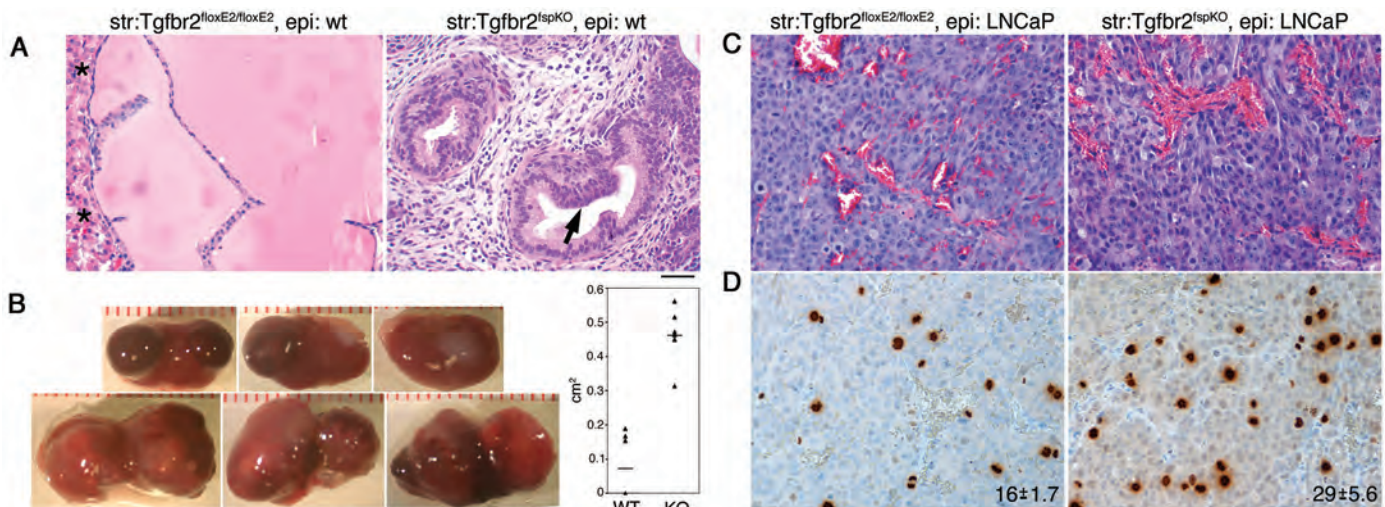 str:Tgfbr2floxE2/floxE2, epi: wt
str:Tgfbr2fspKO, epi: wt
str:Tgfbr2floxE2/floxE2, epi: LNCaP
str:Tgfbr2fspKO, epi: LNCaP
A
*
*
C
B
0.6
0.5
0.4
0.3
0.2
0.1
0
cm2
WT
KO
D
16±1.7
29±5.6